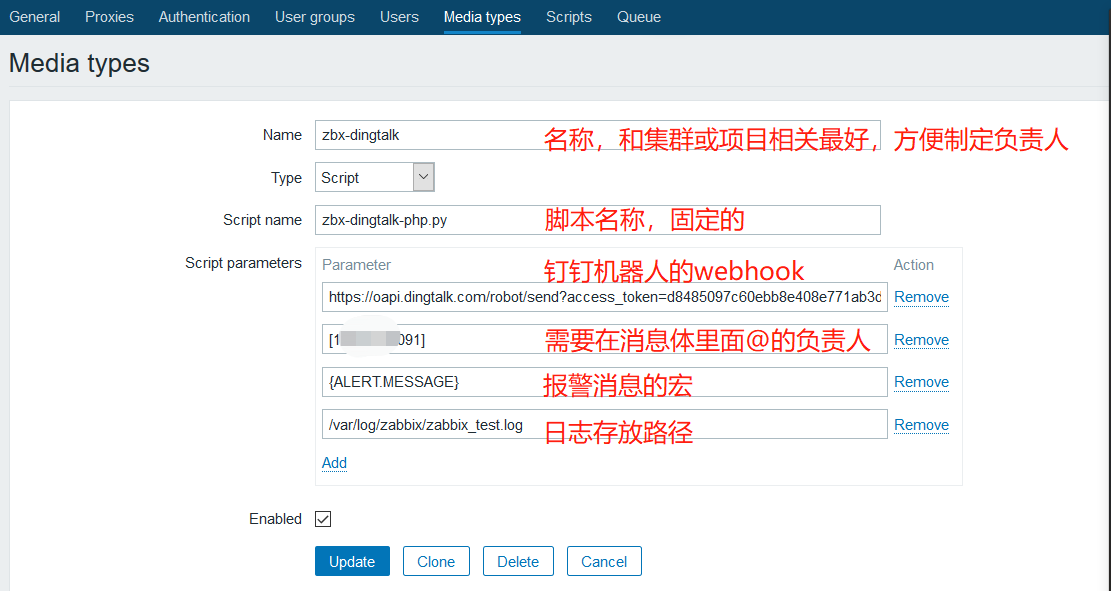 General Proxies Authentication User groups Users Media types Scripts Queue
Media types
Name zbx-dingtalk 名称，和集群或项目相关最好，方便制定负责人
Type Script
Script name zbx-dingtalk-php.py 脚本名称，固定的
Script parameters Parameter 钉钉机器人的webhook Action
https://oapi.dingtalk.com/robot/send?access_token=d8485097c60ebb8e408e771ab3d Remove
[1 091] 需要在消息体里面@的负责人 Remove
{ALERT.MESSAGE} 报警消息的宏 Remove
/var/log/zabbix/zabbix_test.log 日志存放路径 Remove
Add
Enabled
Update Clone Delete Cancel